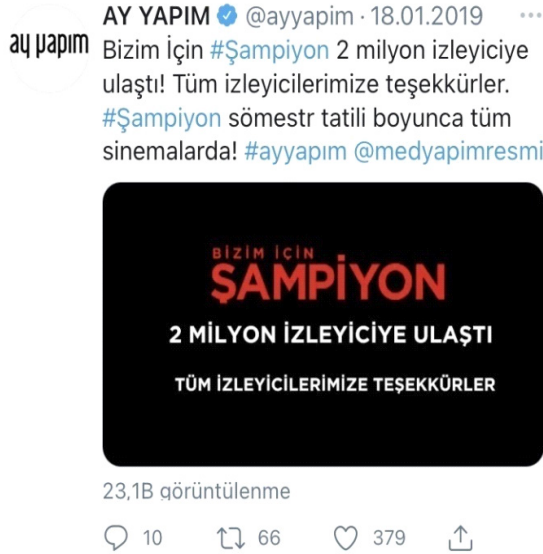 ay yapım
AY YAPIM @ayyapim · 18.01.2019
Bizim İçin #Şampiyon 2 milyon izleyiciye
ulaştı! Tüm izleyicilerimize teşekkürler.
#Şampiyon sömestr tatili boyunca tüm
sinemalarda! #ayyapım @medyapimresmi
BİZİM İÇİN
ŞAMPİYON
2 MİLYON İZLEYİCİYE ULAŞTI
TÜM İZLEYİCİLERİMİZE TEŞEKKÜRLER
23,1B görüntülenme
10 66 379